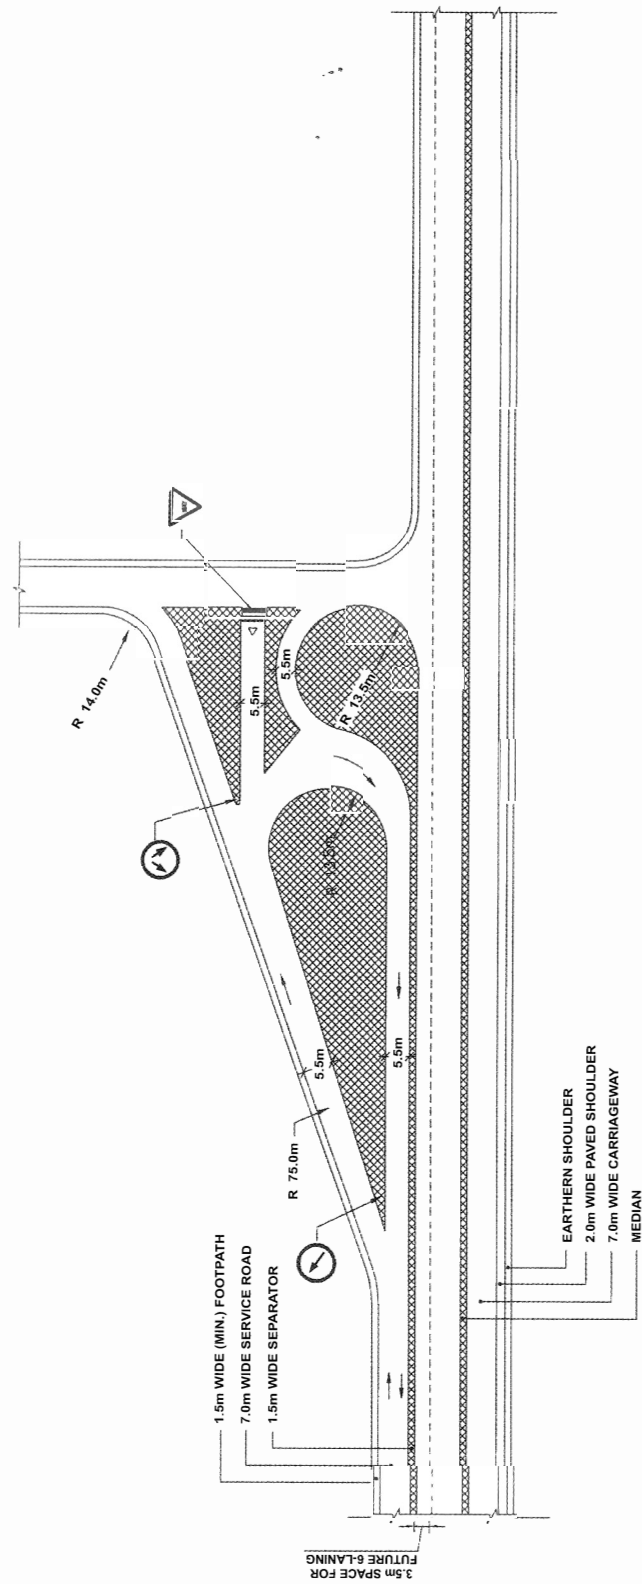 R 14.0m
5.5m
5.5m
R 13.5m
R 13.5m
5.5m
5.5m
R 75.0m
1.5m WIDE (MIN.) FOOTPATH
7.0m WIDE SERVICE ROAD
1.5m WIDE SEPARATOR
EARTHERN SHOULDER
2.0m WIDE PAVED SHOULDER
7.0m WIDE CARRIAGEWAY
MEDIAN
3.5m SPACE FOR
FUTURE 6-LANING